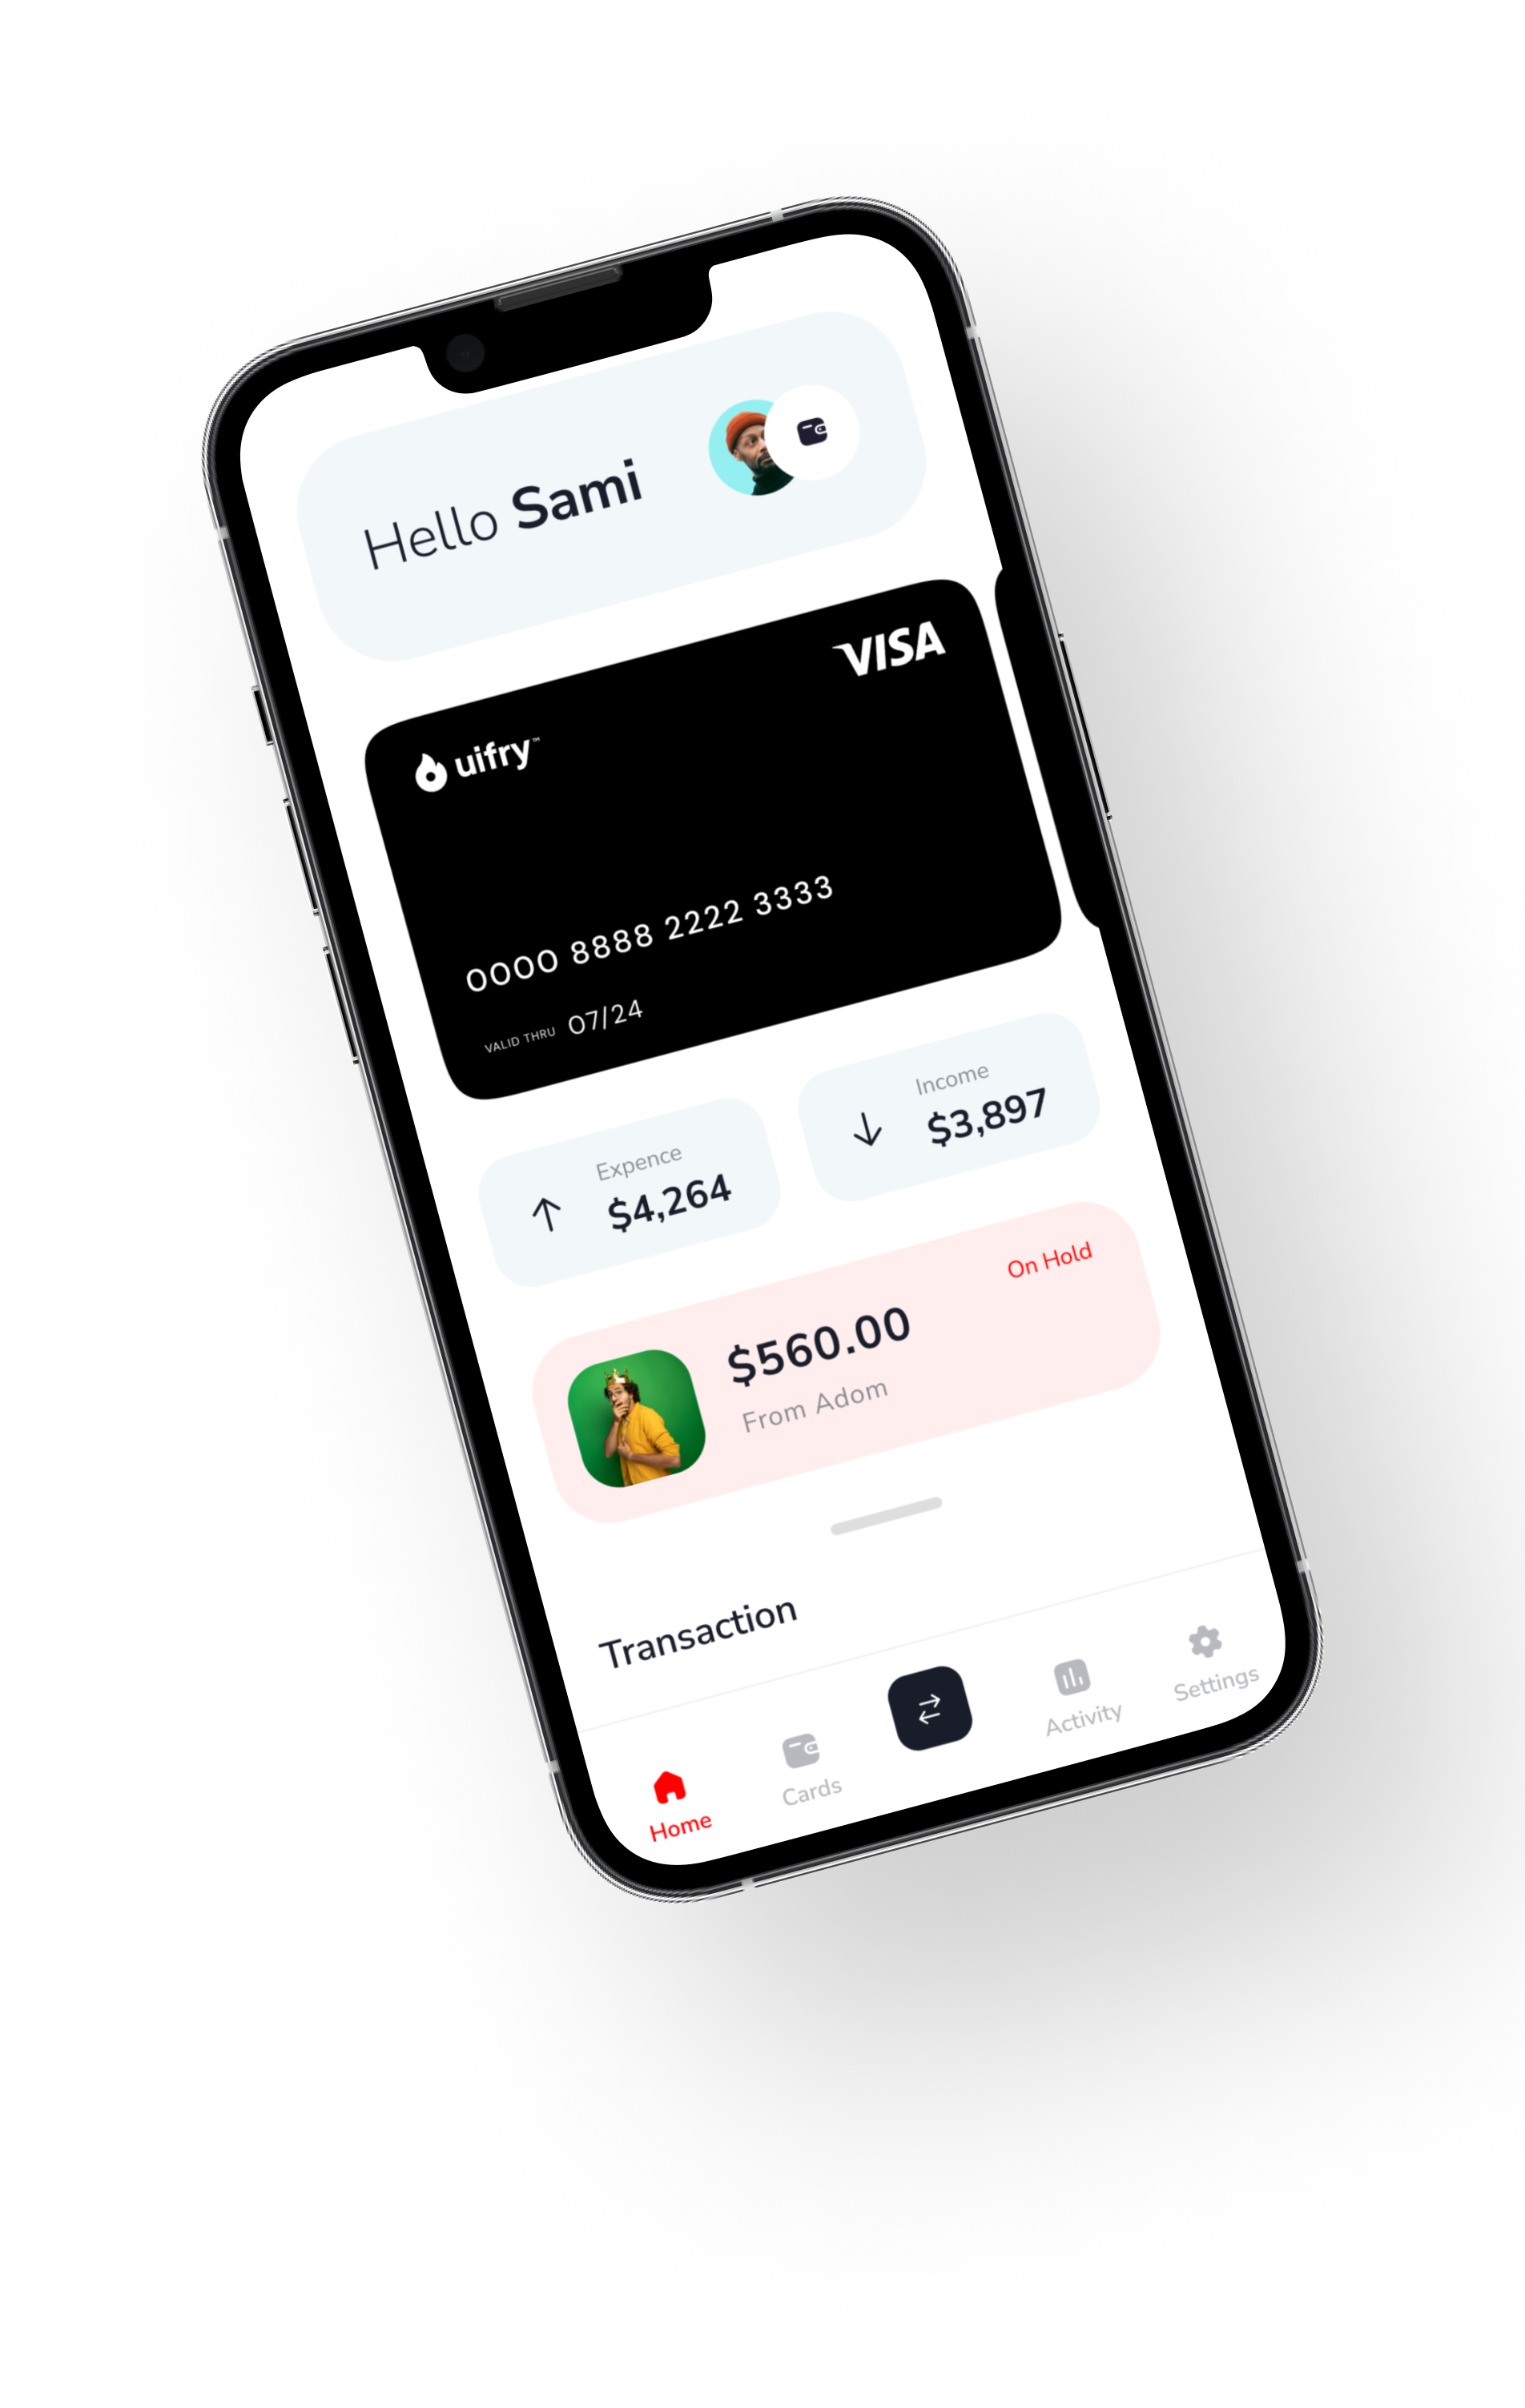 Hello Sami
VISA
uifry™
0000 8888 2222 3333
VALID THRU 07/24
Expence
$4,264
Income
$3,897
On Hold
$560.00
From Adom
Transaction
Home
Cards
Activity
Settings